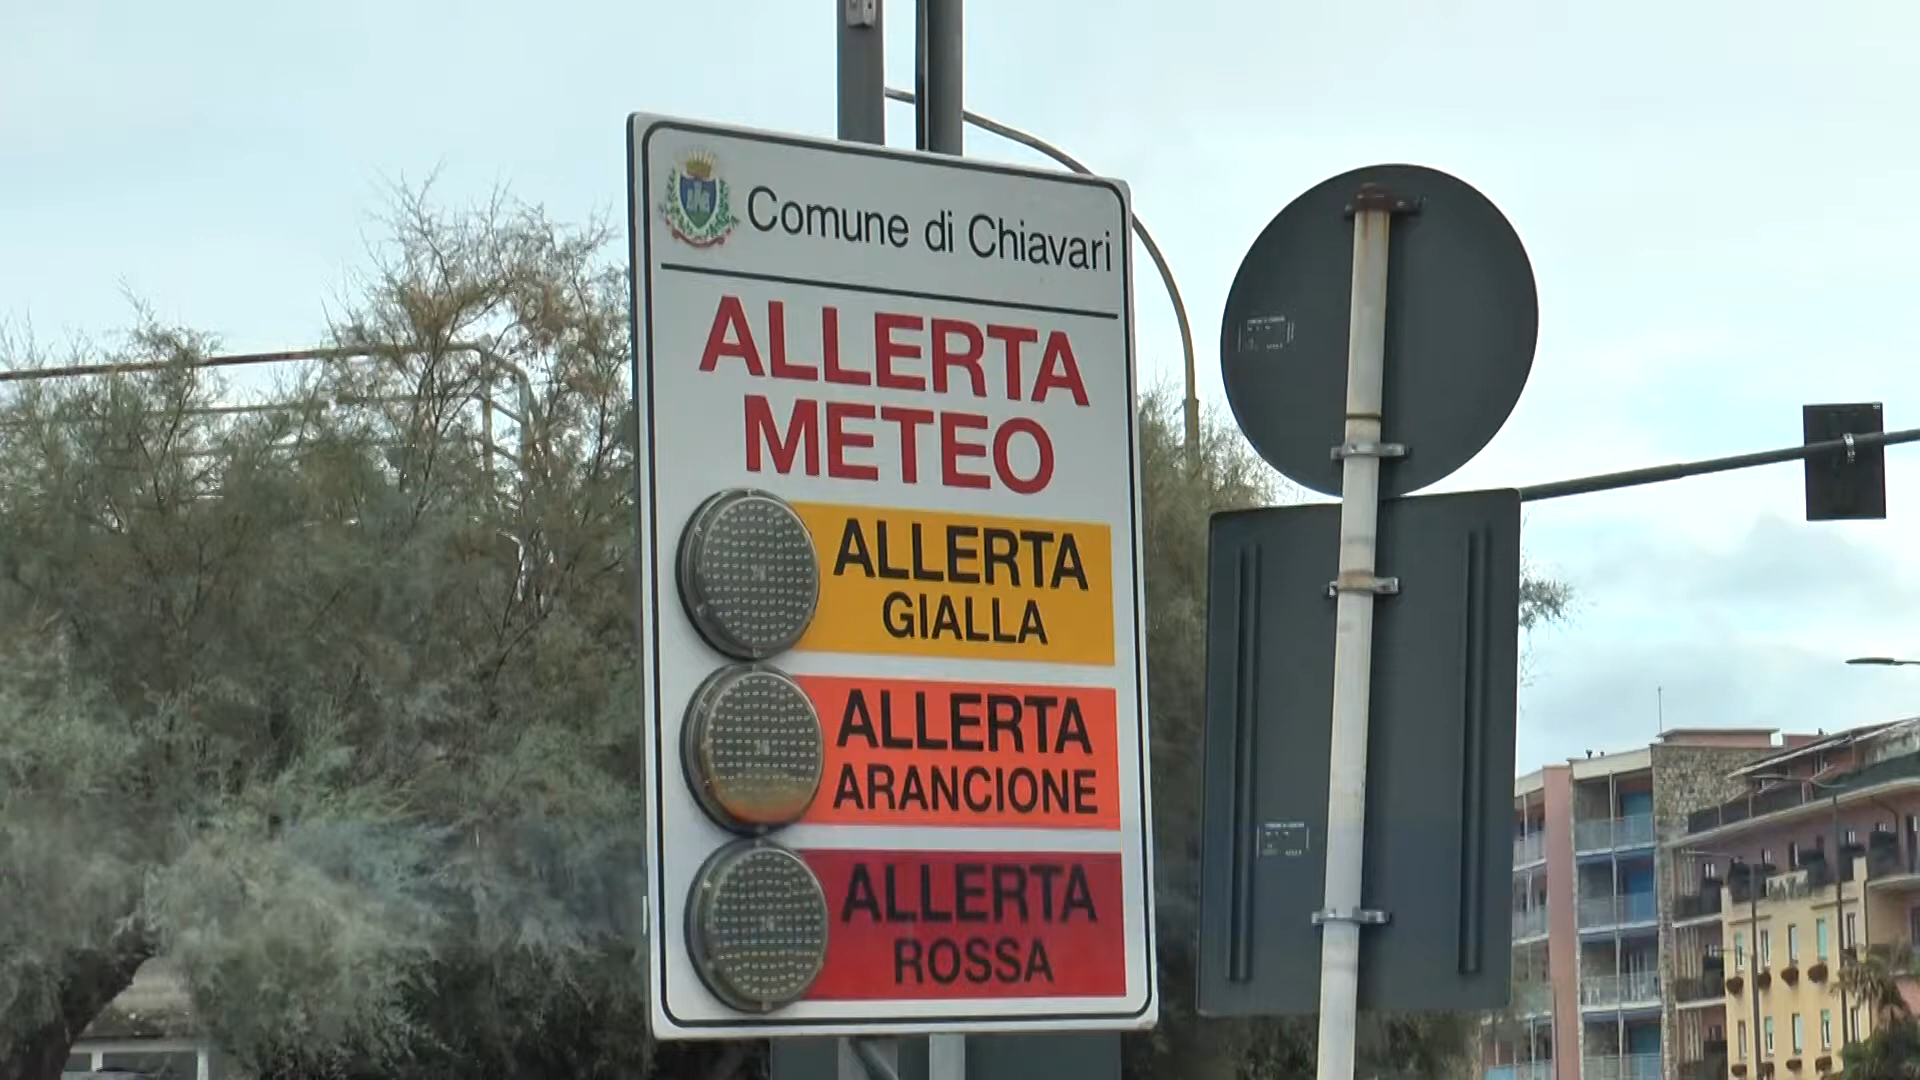 Comune di Chiavari
ALLERTA
METEO
ALLERTA
GIALLA
ALLERTA
ARANCIONE
ALLERTA
ROSSA